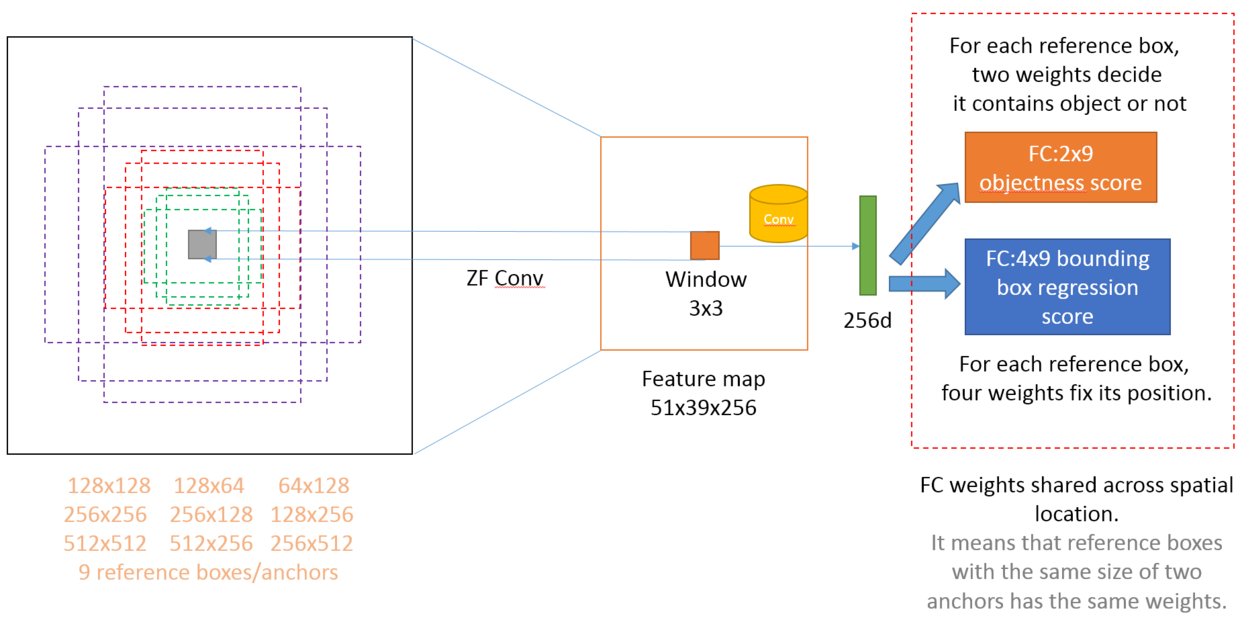 For each reference box,
two weights decide
it contains object or not
FC:2x9
objectness score
Conv
ZF Conv
Window
3x3
FC:4x9 bounding
box regression
score
256d
Feature map
51x39x256
For each reference box,
four weights fix its position.
128x128 128x64 64x128
256x256 256x128 128x256
512x512 512x256 256x512
9 reference boxes/anchors
FC weights shared across spatial
location.
It means that reference boxes
with the same size of two
anchors has the same weights.